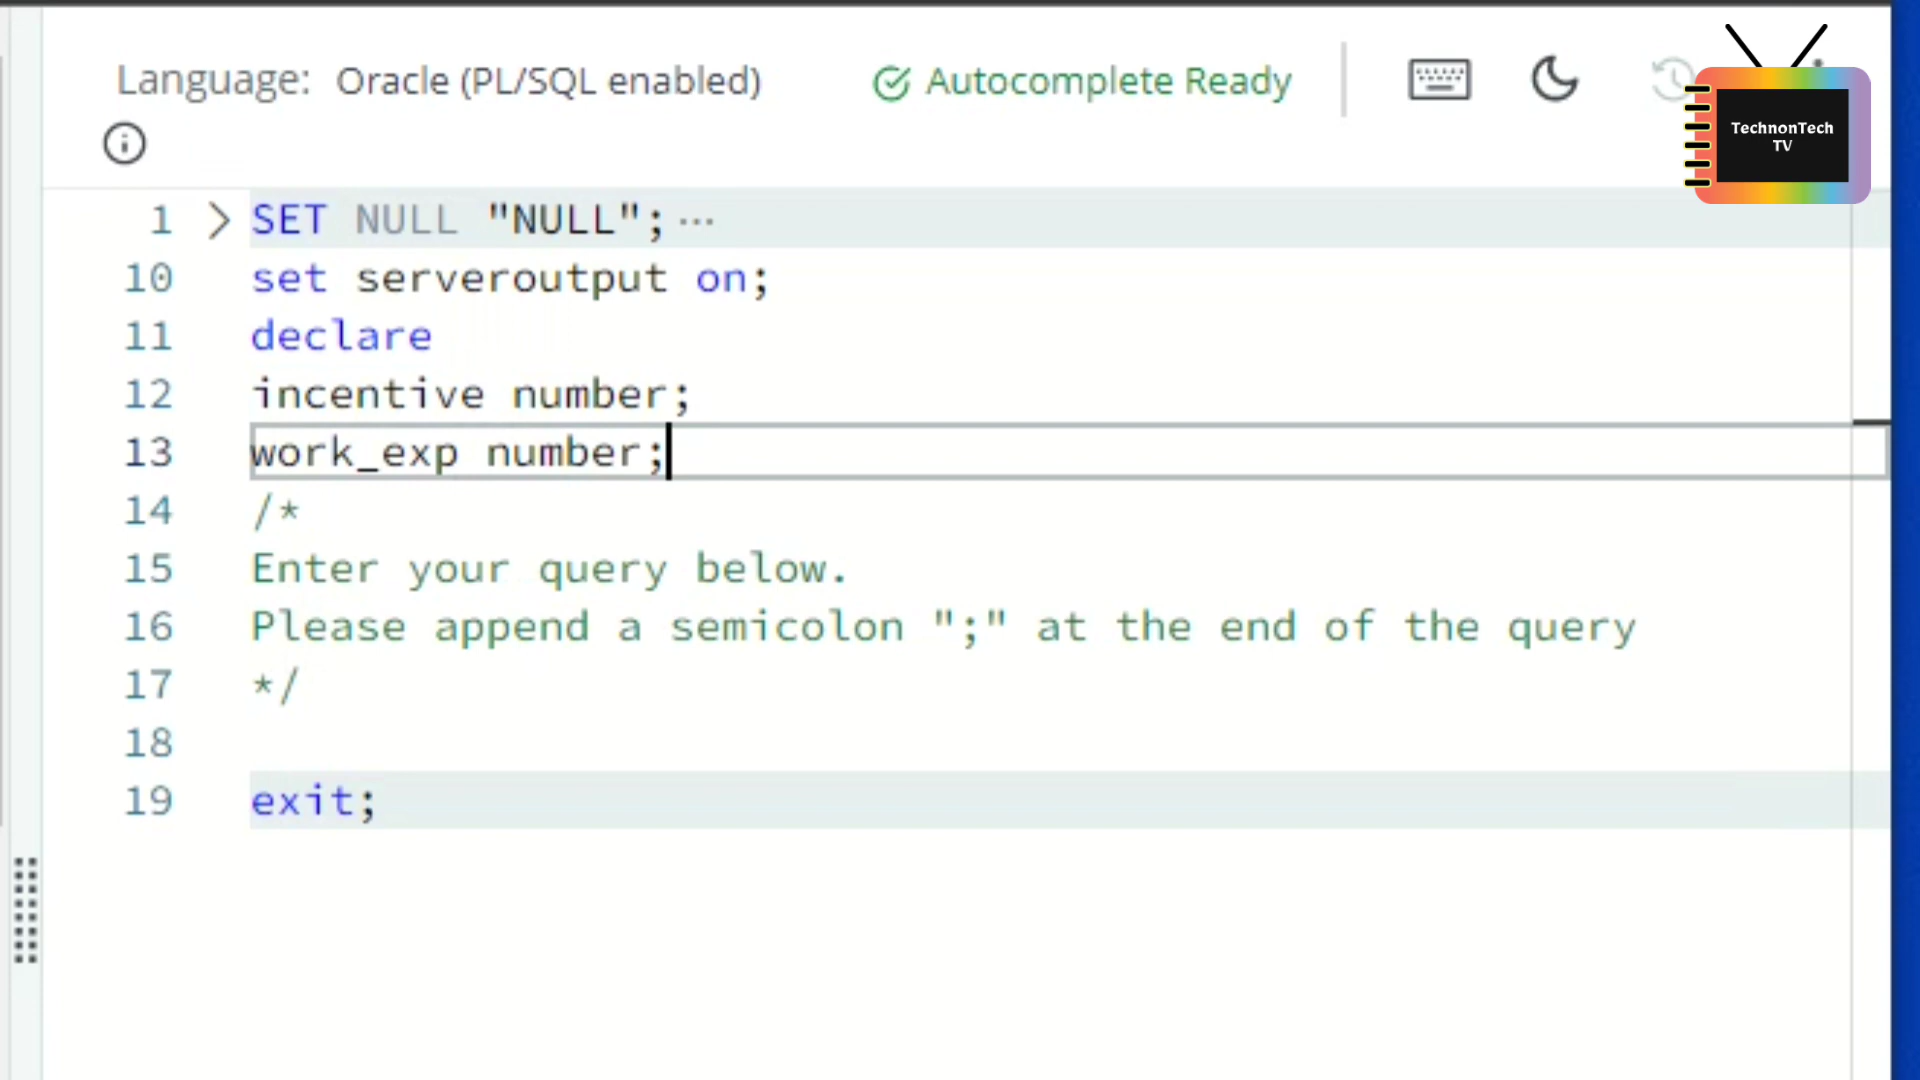 Language: Oracle (PL/SQL enabled) Autocomplete Ready
TechnonTech
TV
1 SET NULL "NULL";···
10 set serveroutput on;
11 declare
12 incentive number;
13 work_exp number;
14 /*
15 Enter your query below.
16 Please append a semicolon ";" at the end of the query
17 */
18
19 exit;